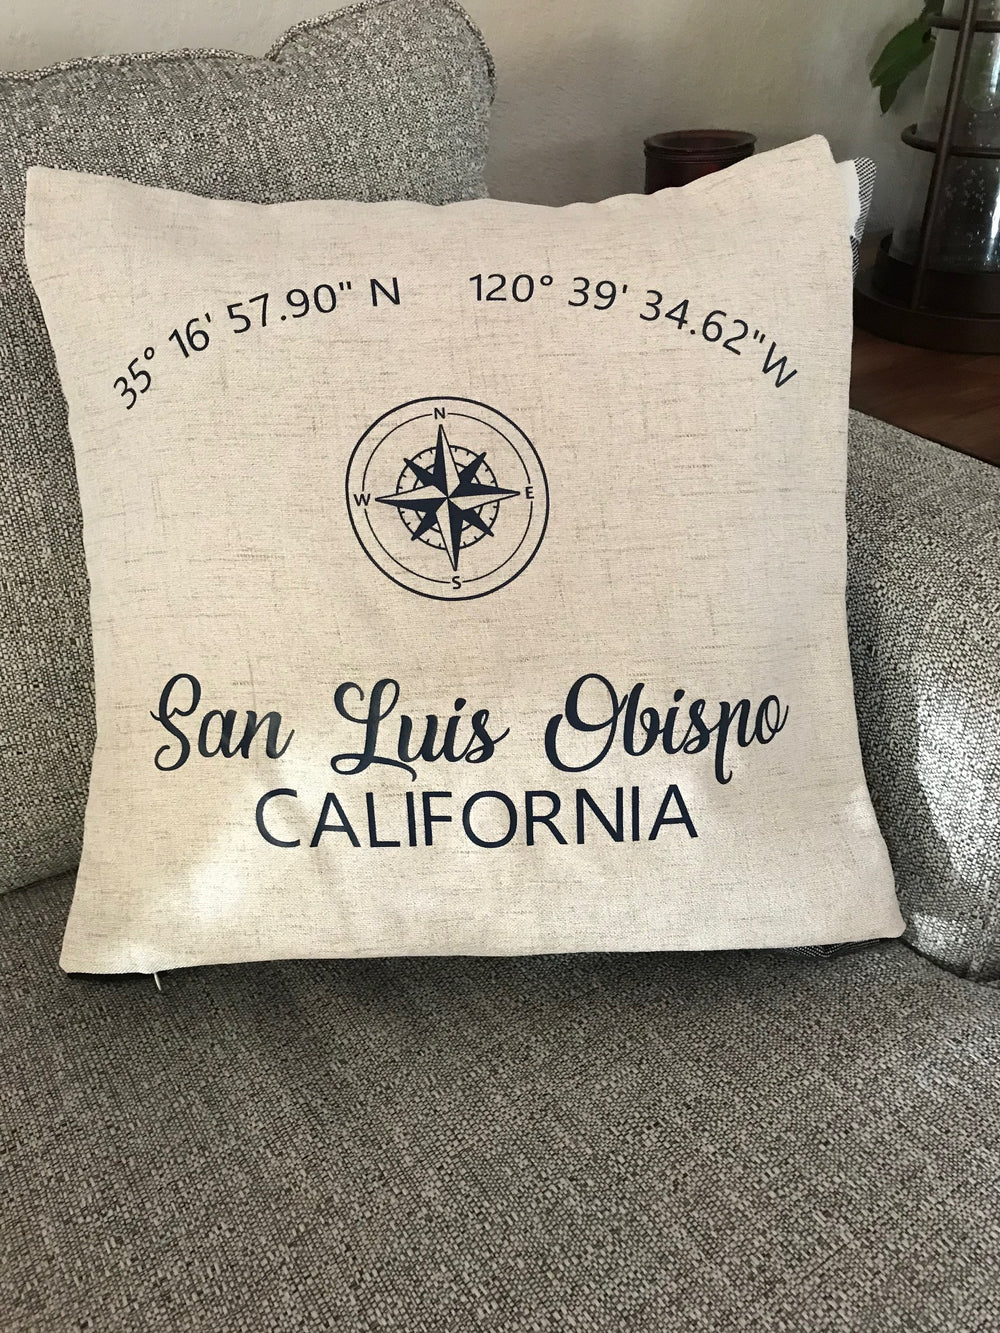 35° 16' 57.90" N 120° 39' 34.62"W
N
W E
S
San Luis Obispo
CALIFORNIA